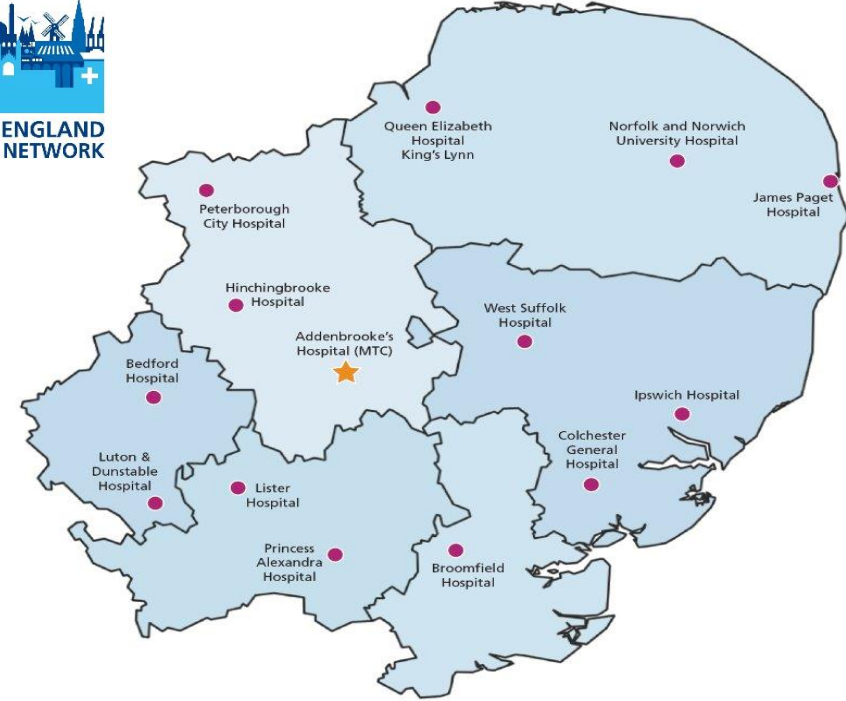 ENGLAND
NETWORK
Queen Elizabeth
Hospital
King's Lynn
Norfolk and Norwich
University Hospital
James Paget
Hospital
Peterborough
City Hospital
Hinchingbrooke
Hospital
Addenbrooke's
Hospital (MTC)
West Suffolk
Hospital
Bedford
Hospital
Ipswich Hospital
Colchester
General
Hospital
Luton &
Dunstable
Hospital
Lister
Hospital
Princess
Alexandra
Hospital
Broomfield
Hospital